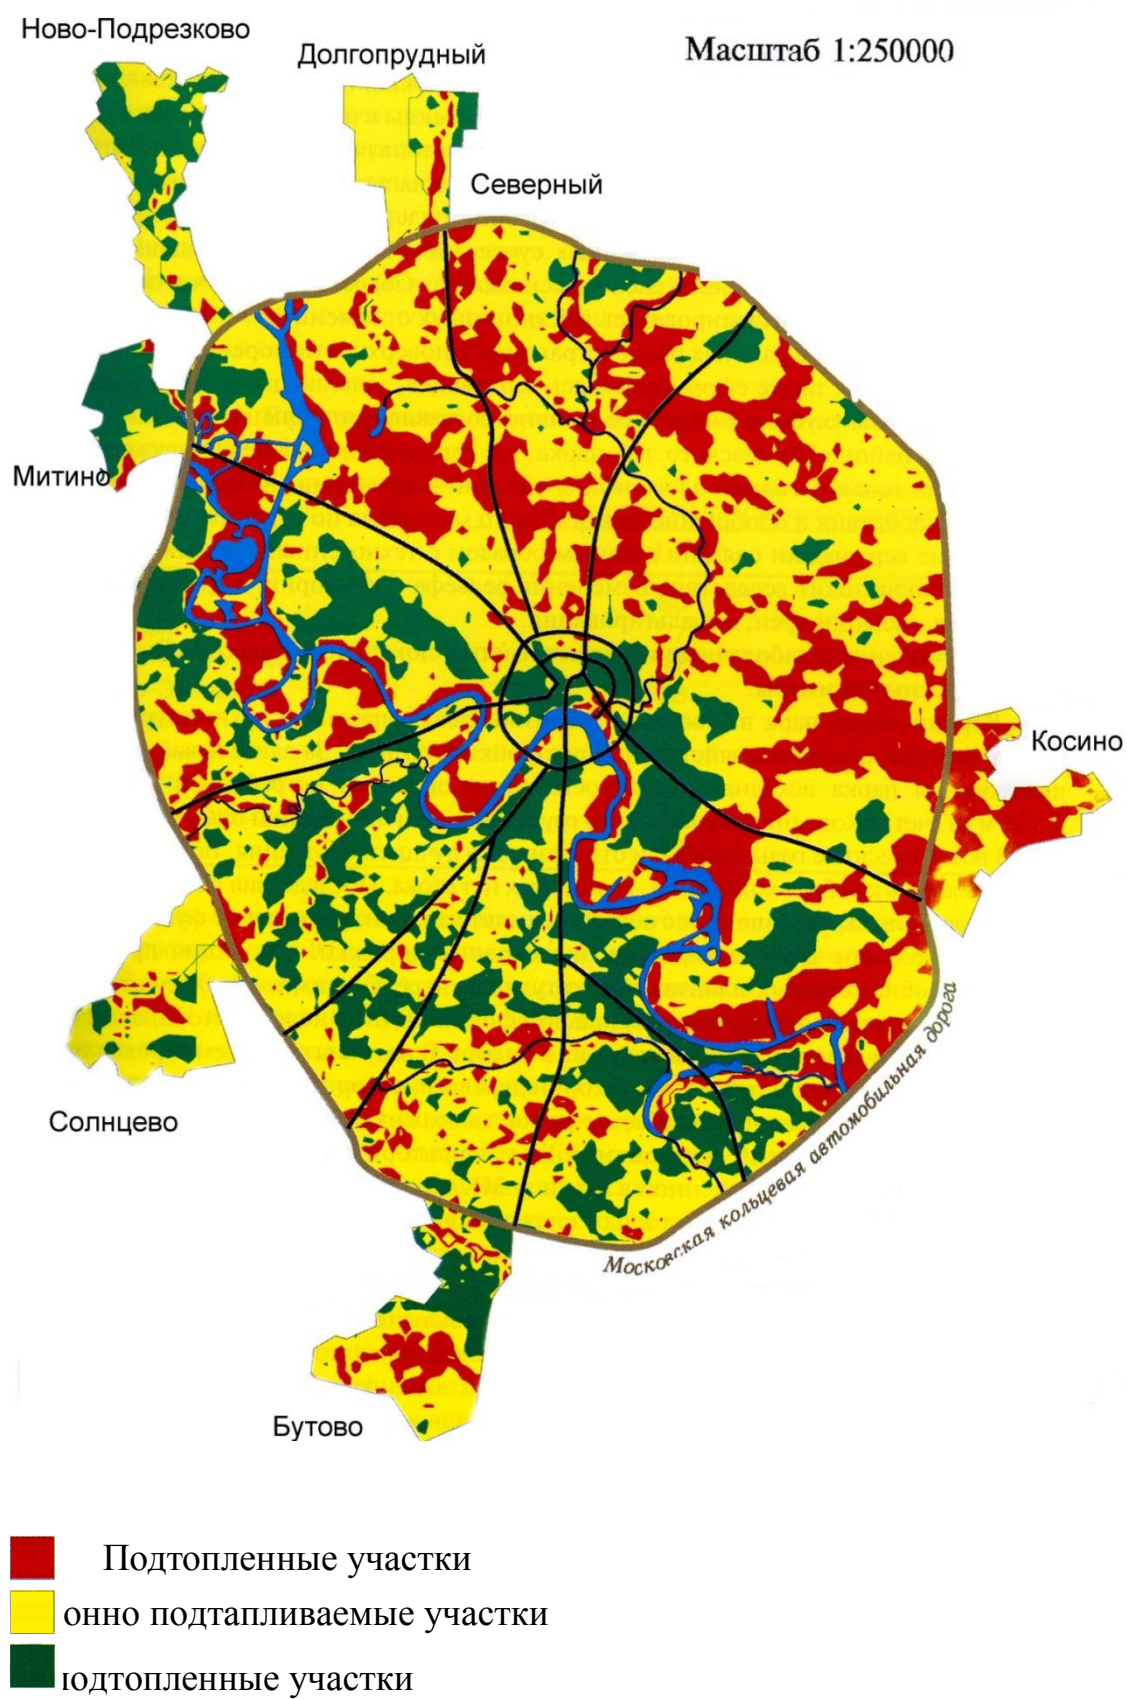 Ново-Подрезково
Долгопрудный
Масштаб 1:250000
Северный
Митино
Косино
Солнцево
Московская кольцевая автомобильная дорога
Бутово
Подтопленные участки
онно подтапливаемые участки
одтопленные участки